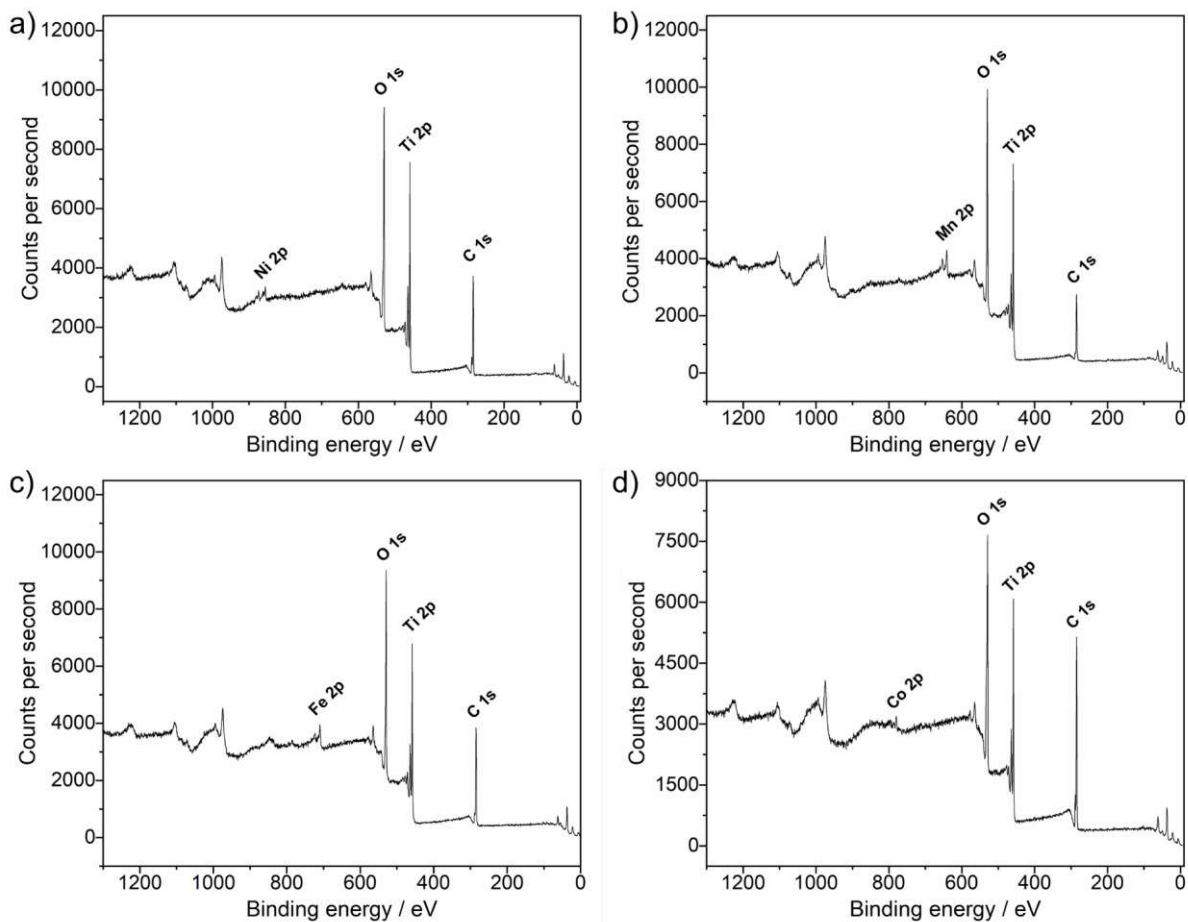 a)
Counts per second
12000
10000
8000
6000
4000
2000
0
Ni 2p
O 1s
Ti 2p
C 1s
1200 1000 800 600 400 200 0
Binding energy / eV
b)
Counts per second
12000
10000
8000
6000
4000
2000
0
Mn 2p
O 1s
Ti 2p
C 1s
1200 1000 800 600 400 200 0
Binding energy / eV
c)
Counts per second
12000
10000
8000
6000
4000
2000
0
Fe 2p
O 1s
Ti 2p
C 1s
1200 1000 800 600 400 200 0
Binding energy / eV
d)
Counts per second
9000
7500
6000
4500
3000
1500
0
Co 2p
O 1s
Ti 2p
C 1s
1200 1000 800 600 400 200 0
Binding energy / eV